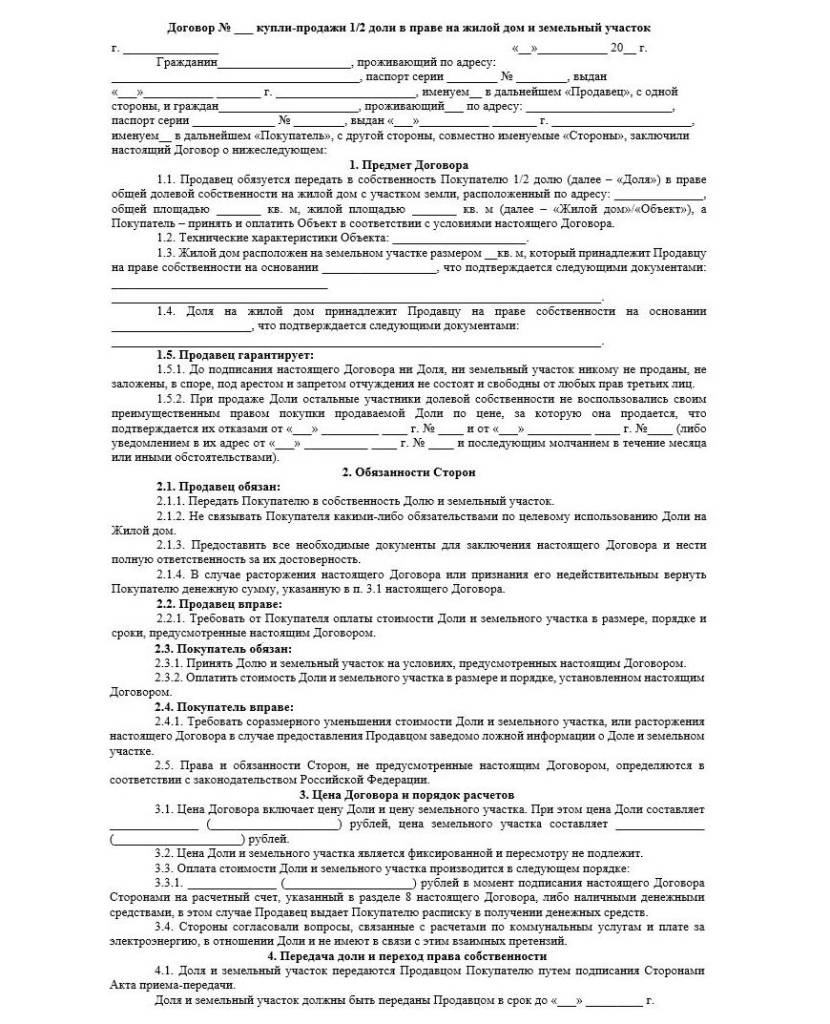 Договор № ___ купли-продажи 1/2 доли в праве на жилой дом и земельный участок
г. ________________ «__»____________ 20__ г.
Гражданин______________________, проживающий по адресу:
_________________________________________, паспорт серии ________ № ________, выдан
«___»___________ _______ г. _______________________, именуем__ в дальнейшем «Продавец», с одной
стороны, и граждан_______________________, проживающий___ по адресу: ________________________,
паспорт серии ______________ № ________, выдан «___»____________ _______ г. _______________________,
именуем__ в дальнейшем «Покупатель», с другой стороны, совместно именуемые «Стороны», заключили
настоящий Договор о нижеследующем:
1. Предмет Договора
1.1. Продавец обязуется передать в собственность Покупателю 1/2 долю (далее – «Доля») в праве
общей долевой собственности на жилой дом с участком земли, расположенный по адресу: _______________,
общей площадью _______ кв. м, жилой площадью _______ кв. м (далее – «Жилой дом»/«Объект»), а
Покупатель – принять и оплатить Объект в соответствии с условиями настоящего Договора.
1.2. Технические характеристики Объекта: ______________________.
1.3. Жилой дом расположен на земельном участке размером __кв. м, который принадлежит Продавцу
на праве собственности на основании ___________________, что подтверждается следующими документами:
____________________________________
_________________________________________________________________________________.
1.4. Доля на жилой дом принадлежит Продавцу на праве собственности на основании
_______________________, что подтверждается следующими документами:
_________________________________________________________________________________.
1.5. Продавец гарантирует:
1.5.1. До подписания настоящего Договора ни Доля, ни земельный участок никому не проданы, не
заложены, в споре, под арестом и запретом отчуждения не состоят и свободны от любых прав третьих лиц.
1.5.2. При продаже Доли остальные участники долевой собственности не воспользовались своим
преимущественным правом покупки продаваемой Доли по цене, за которую она продается, что
подтверждается их отказами от «___» _________ ____ г. № ____ и от «___» __________ ____ г. №____ (либо
уведомлением в их адрес от «___» __________ ____ г. № ____ и последующим молчанием в течение месяца
или иными обстоятельствами).
2. Обязанности Сторон
2.1. Продавец обязан:
2.1.1. Передать Покупателю в собственность Долю и земельный участок.
2.1.2. Не связывать Покупателя какими-либо обязательствами по целевому использованию Доли на
Жилой дом.
2.1.3. Предоставить все необходимые документы для заключения настоящего Договора и нести
полную ответственность за их достоверность.
2.1.4. В случае расторжения настоящего Договора или признания его недействительным вернуть
Покупателю денежную сумму, указанную в п. 3.1 настоящего Договора.
2.2. Продавец вправе:
2.2.1. Требовать от Покупателя оплаты стоимости Доли и земельного участка в размере, порядке и
сроки, предусмотренные настоящим Договором.
2.3. Покупатель обязан:
2.3.1. Принять Долю и земельный участок на условиях, предусмотренных настоящим Договором.
2.3.2. Оплатить стоимость Доли и земельного участка в размере и порядке, установленном настоящим
Договором.
2.4. Покупатель вправе:
2.4.1. Требовать соразмерного уменьшения стоимости Доли и земельного участка, или расторжения
настоящего Договора в случае предоставления Продавцом заведомо ложной информации о Доле и земельном
участке.
2.5. Права и обязанности Сторон, не предусмотренные настоящим Договором, определяются в
соответствии с законодательством Российской Федерации.
3. Цена Договора и порядок расчетов
3.1. Цена Договора включает цену Доли и цену земельного участка. При этом цена Доли составляет
______________ (____________________) рублей, цена земельного участка составляет ______________
(____________________) рублей.
3.2. Цена Доли и земельного участка является фиксированной и пересмотру не подлежит.
3.3. Оплата стоимости Доли и земельного участка производится в следующем порядке:
3.3.1. ______________ (____________________) рублей в момент подписания настоящего Договора
Сторонами на расчетный счет, указанный в разделе 8 настоящего Договора, либо наличными денежными
средствами, в этом случае Продавец выдает Покупателю расписку в получении денежных средств.
3.4. Стороны согласовали вопросы, связанные с расчетами по коммунальным услугам и плате за
электроэнергию, в отношении Доли и не имеют в связи с этим взаимных претензий.
4. Передача доли и переход права собственности
4.1. Доля и земельный участок передаются Продавцом Покупателю путем подписания Сторонами
Акта приема-передачи.
Доля и земельный участок должны быть переданы Продавцом в срок до «___» _________ г.